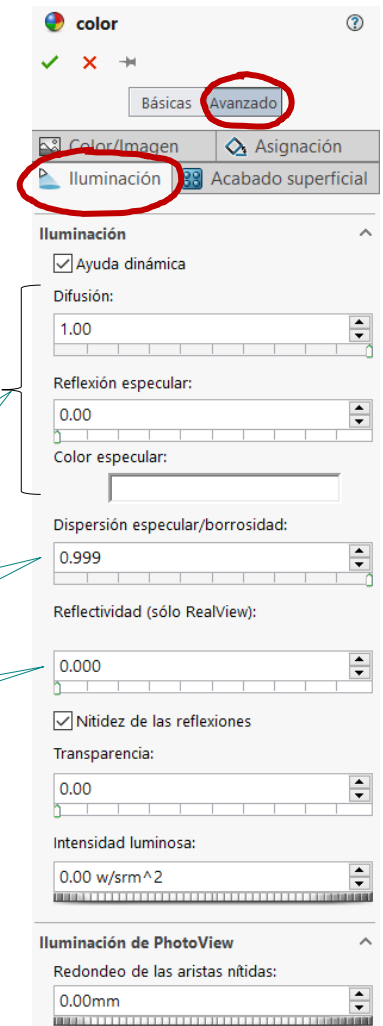 color
Básicas Avanzado
Color/Imagen Asignación
Iluminación Acabado superficial
Iluminación
Ayuda dinámica
Difusión:
1.00
Reflexión especular:
0.00
Color especular:
Dispersión especular/borrosidad:
0.999
Reflectividad (sólo RealView):
0.000
Nitidez de las reflexiones
Transparencia:
0.00
Intensidad luminosa:
0.00 w/srm^2
Iluminación de PhotoView
Redondeo de las aristas nítidas:
0.00mm